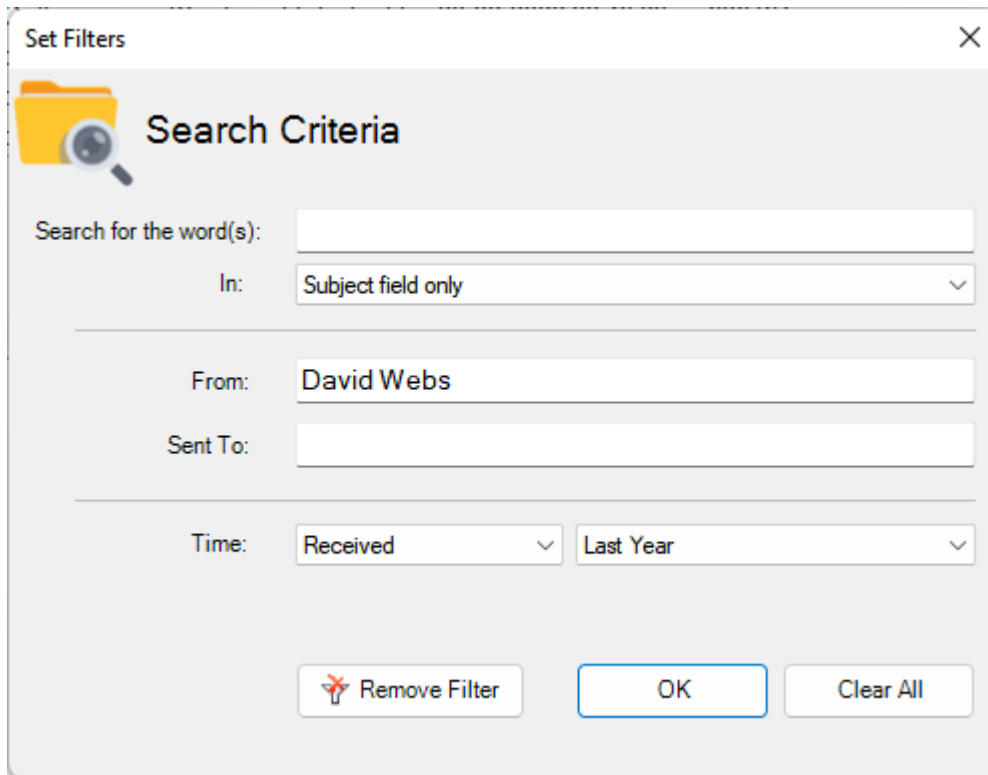 Set Filters
Search Criteria
Search for the word(s):
In: Subject field only
From: David Webs
Sent To:
Time: Received Last Year
Remove Filter OK Clear All